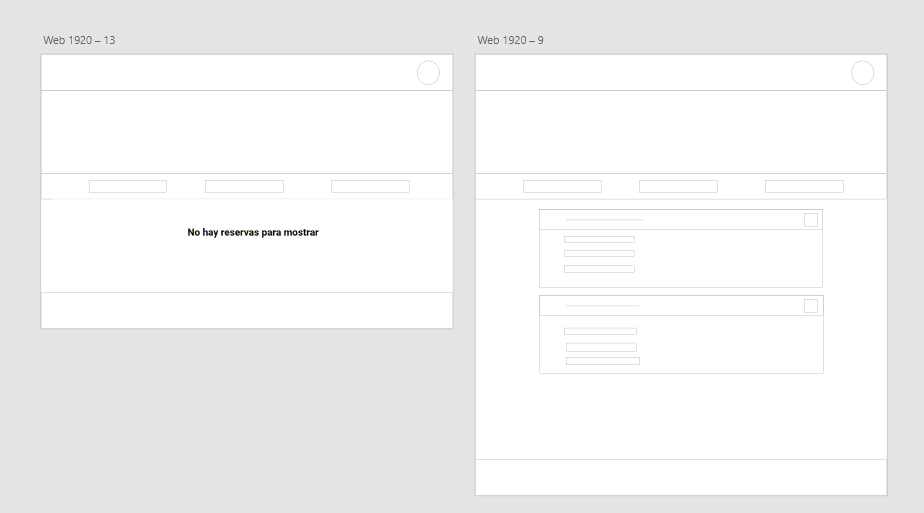 Web 1920 – 13
Web 1920 – 9
No hay reservas para mostrar